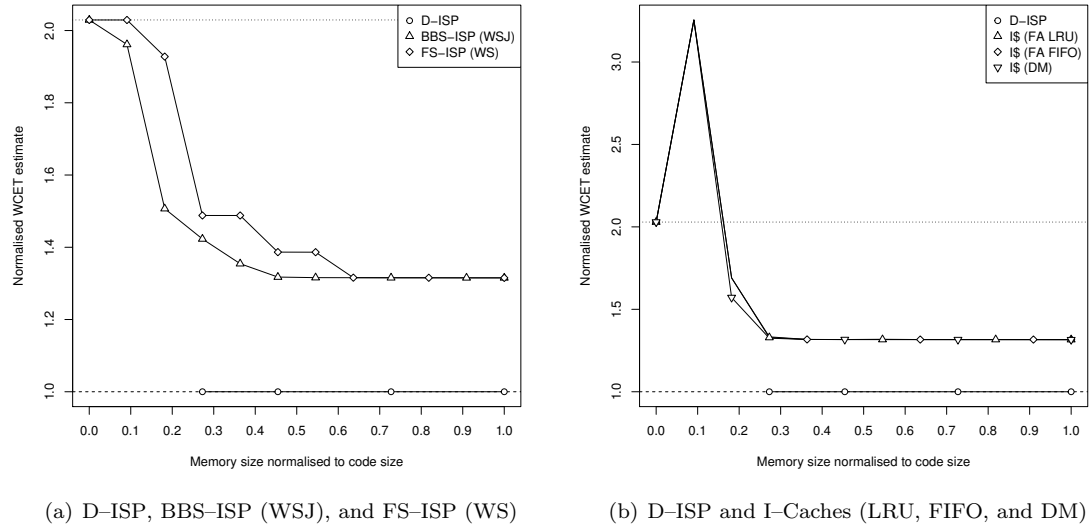 D–ISP
BBS–ISP (WSJ)
FS–ISP (WS)
Normalised WCET estimate
2.0
1.8
1.6
1.4
1.2
1.0
0.0 0.1 0.2 0.3 0.4 0.5 0.6 0.7 0.8 0.9 1.0
Memory size normalised to code size
(a) D–ISP, BBS–ISP (WSJ), and FS–ISP (WS)
D–ISP
I$ (FA LRU)
I$ (FA FIFO)
I$ (DM)
Normalised WCET estimate
3.0
2.5
2.0
1.5
1.0
0.0 0.1 0.2 0.3 0.4 0.5 0.6 0.7 0.8 0.9 1.0
Memory size normalised to code size
(b) D–ISP and I–Caches (LRU, FIFO, and DM)